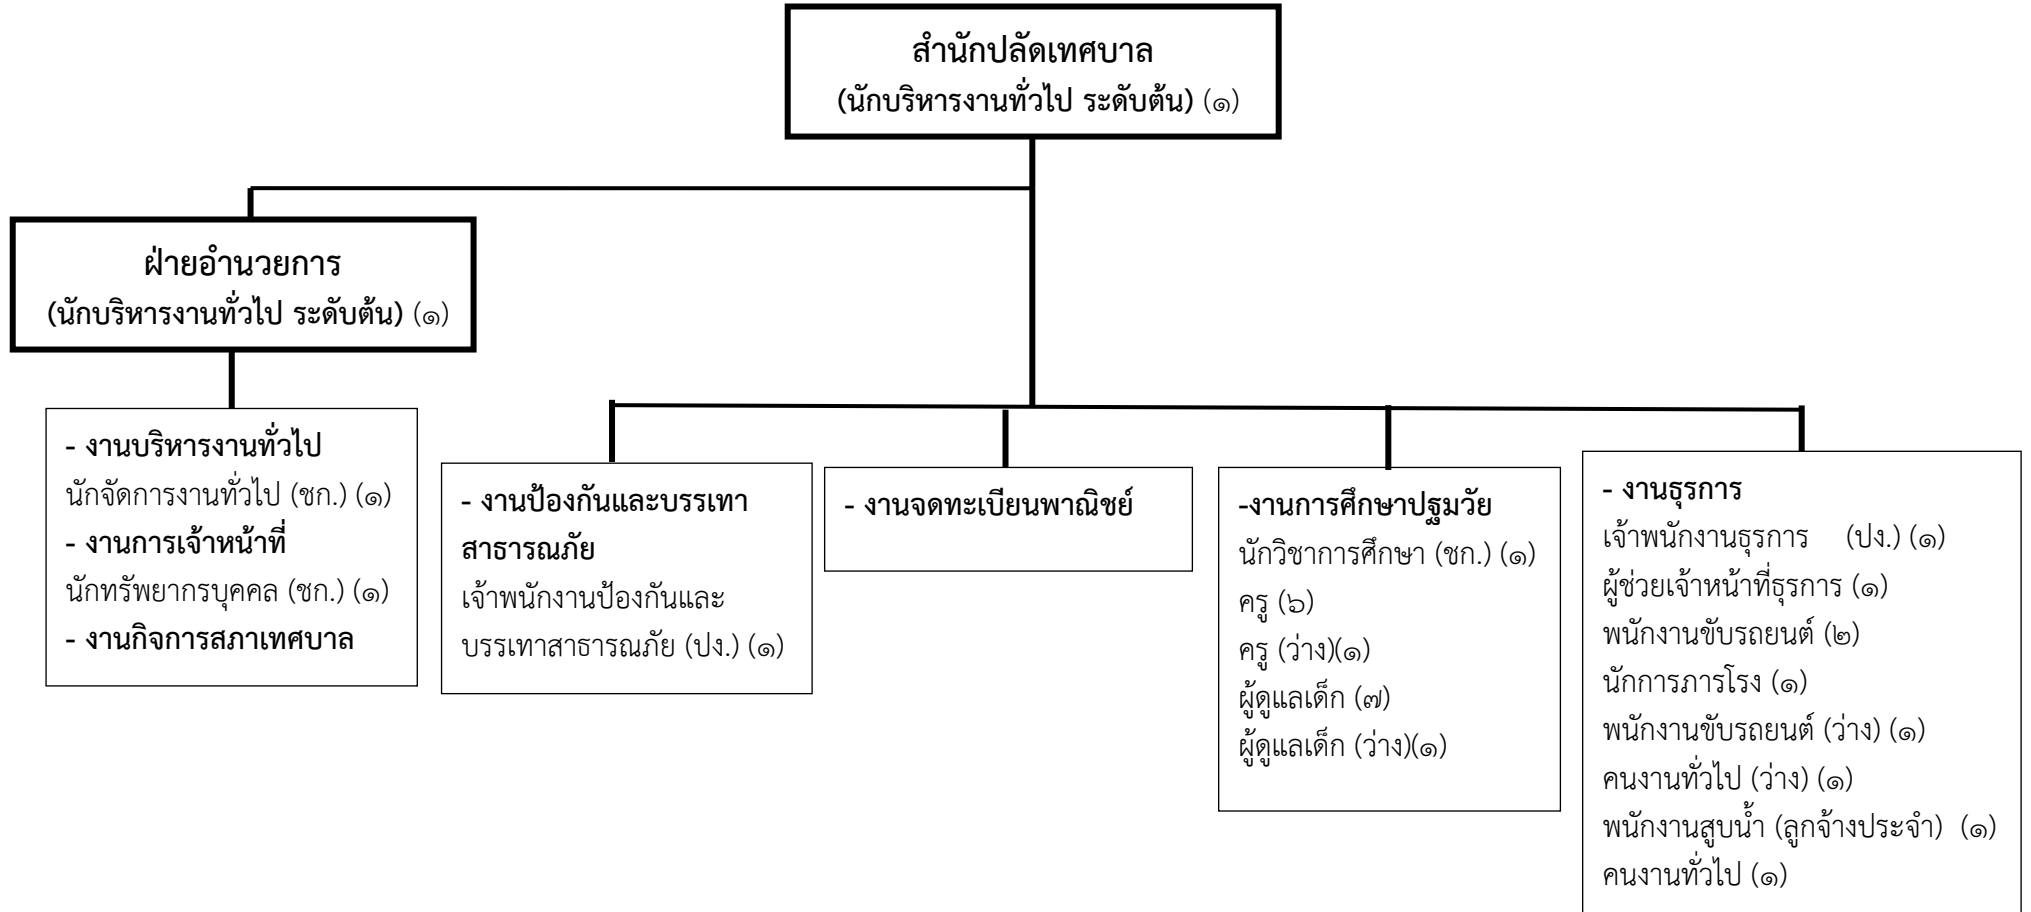 สำนักปลัดเทศบาล
(นักบริหารงานทั่วไป ระดับต้น) (๑)
ฝ่ายอำนวยการ
(นักบริหารงานทั่วไป ระดับต้น) (๑)
- งานบริหารงานทั่วไป
นักจัดการงานทั่วไป (ชก.) (๑)
- งานการเจ้าหน้าที่
นักทรัพยากรบุคคล (ชก.) (๑)
- งานกิจการสภาเทศบาล
- งานป้องกันและบรรเทา
สาธารณภัย
เจ้าพนักงานป้องกันและ
บรรเทาสาธารณภัย (ปง.) (๑)
- งานจดทะเบียนพาณิชย์
-งานการศึกษาปฐมวัย
นักวิชาการศึกษา (ชก.) (๑)
ครู (๖)
ครู (ว่าง)(๑)
ผู้ดูแลเด็ก (๗)
ผู้ดูแลเด็ก (ว่าง)(๑)
- งานธุรการ
เจ้าพนักงานธุรการ (ปง.) (๑)
ผู้ช่วยเจ้าหน้าที่ธุรการ (๑)
พนักงานขับรถยนต์ (๒)
นักการภารโรง (๑)
พนักงานขับรถยนต์ (ว่าง) (๑)
คนงานทั่วไป (ว่าง) (๑)
พนักงานสูบน้ำ (ลูกจ้างประจำ) (๑)
คนงานทั่วไป (๑)